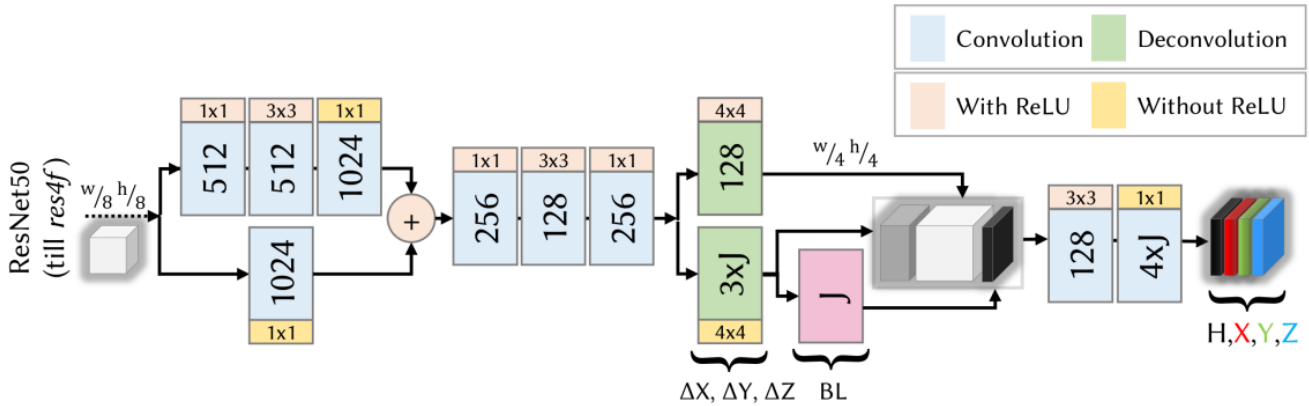 Convolution
Deconvolution
With ReLU
Without ReLU
ResNet50
(till res4f)
w/8 h/8
1x1
512
3x3
512
1x1
1024
1024
1x1
+
1x1
256
3x3
128
1x1
256
4x4
128
w/4 h/4
3xJ
4x4
ΔX, ΔY, ΔZ
J
BL
3x3
128
1x1
4xJ
H,X,Y,Z